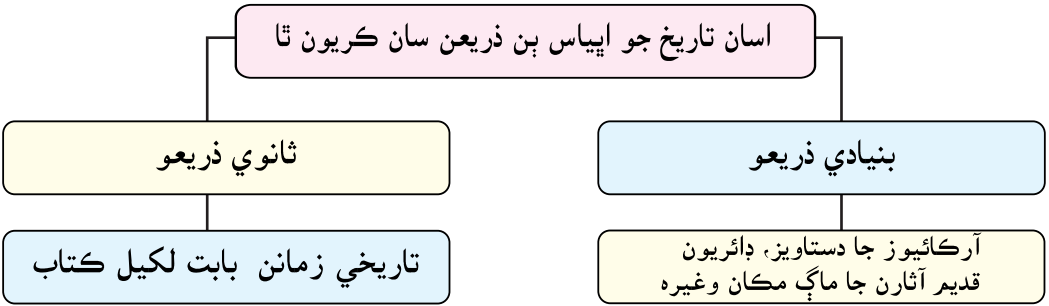 اسان تاريخ جو اڀياس ٻن ذريعن سان ڪريون ٿا
بنيادي ذريعو
ثانوي ذريعو
آرڪائيوز جا دستاويز، ڊائريون
قديم آثارن جا ماڳ مڪان وغيره
تاريخي زمانن بابت لکيل ڪتاب